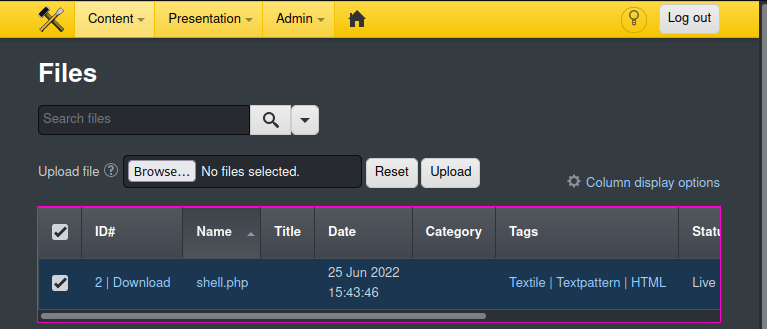 Content Presentation Admin Log out
Files
Search files
Upload file ? Browse... No files selected. Reset Upload
Column display options
ID# Name Title Date Category Tags
2 | Download shell.php 25 Jun 2022 Textile | Textpattern | HTML Live
15:43:46